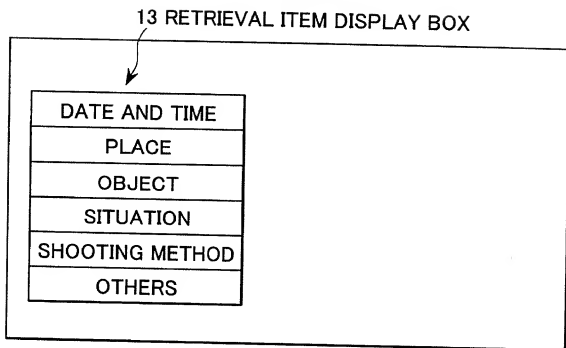 13 RETRIEVAL ITEM DISPLAY BOX
DATE AND TIME
PLACE
OBJECT
SITUATION
SHOOTING METHOD
OTHERS